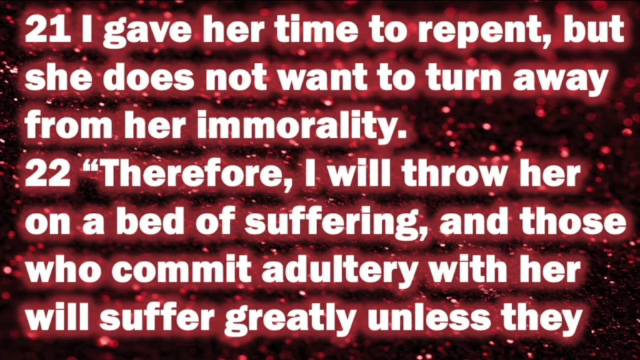 21 I gave her time to repent, but
she does not want to turn away
from her immorality.
22 “Therefore, I will throw her
on a bed of suffering, and those
who commit adultery with her
will suffer greatly unless they